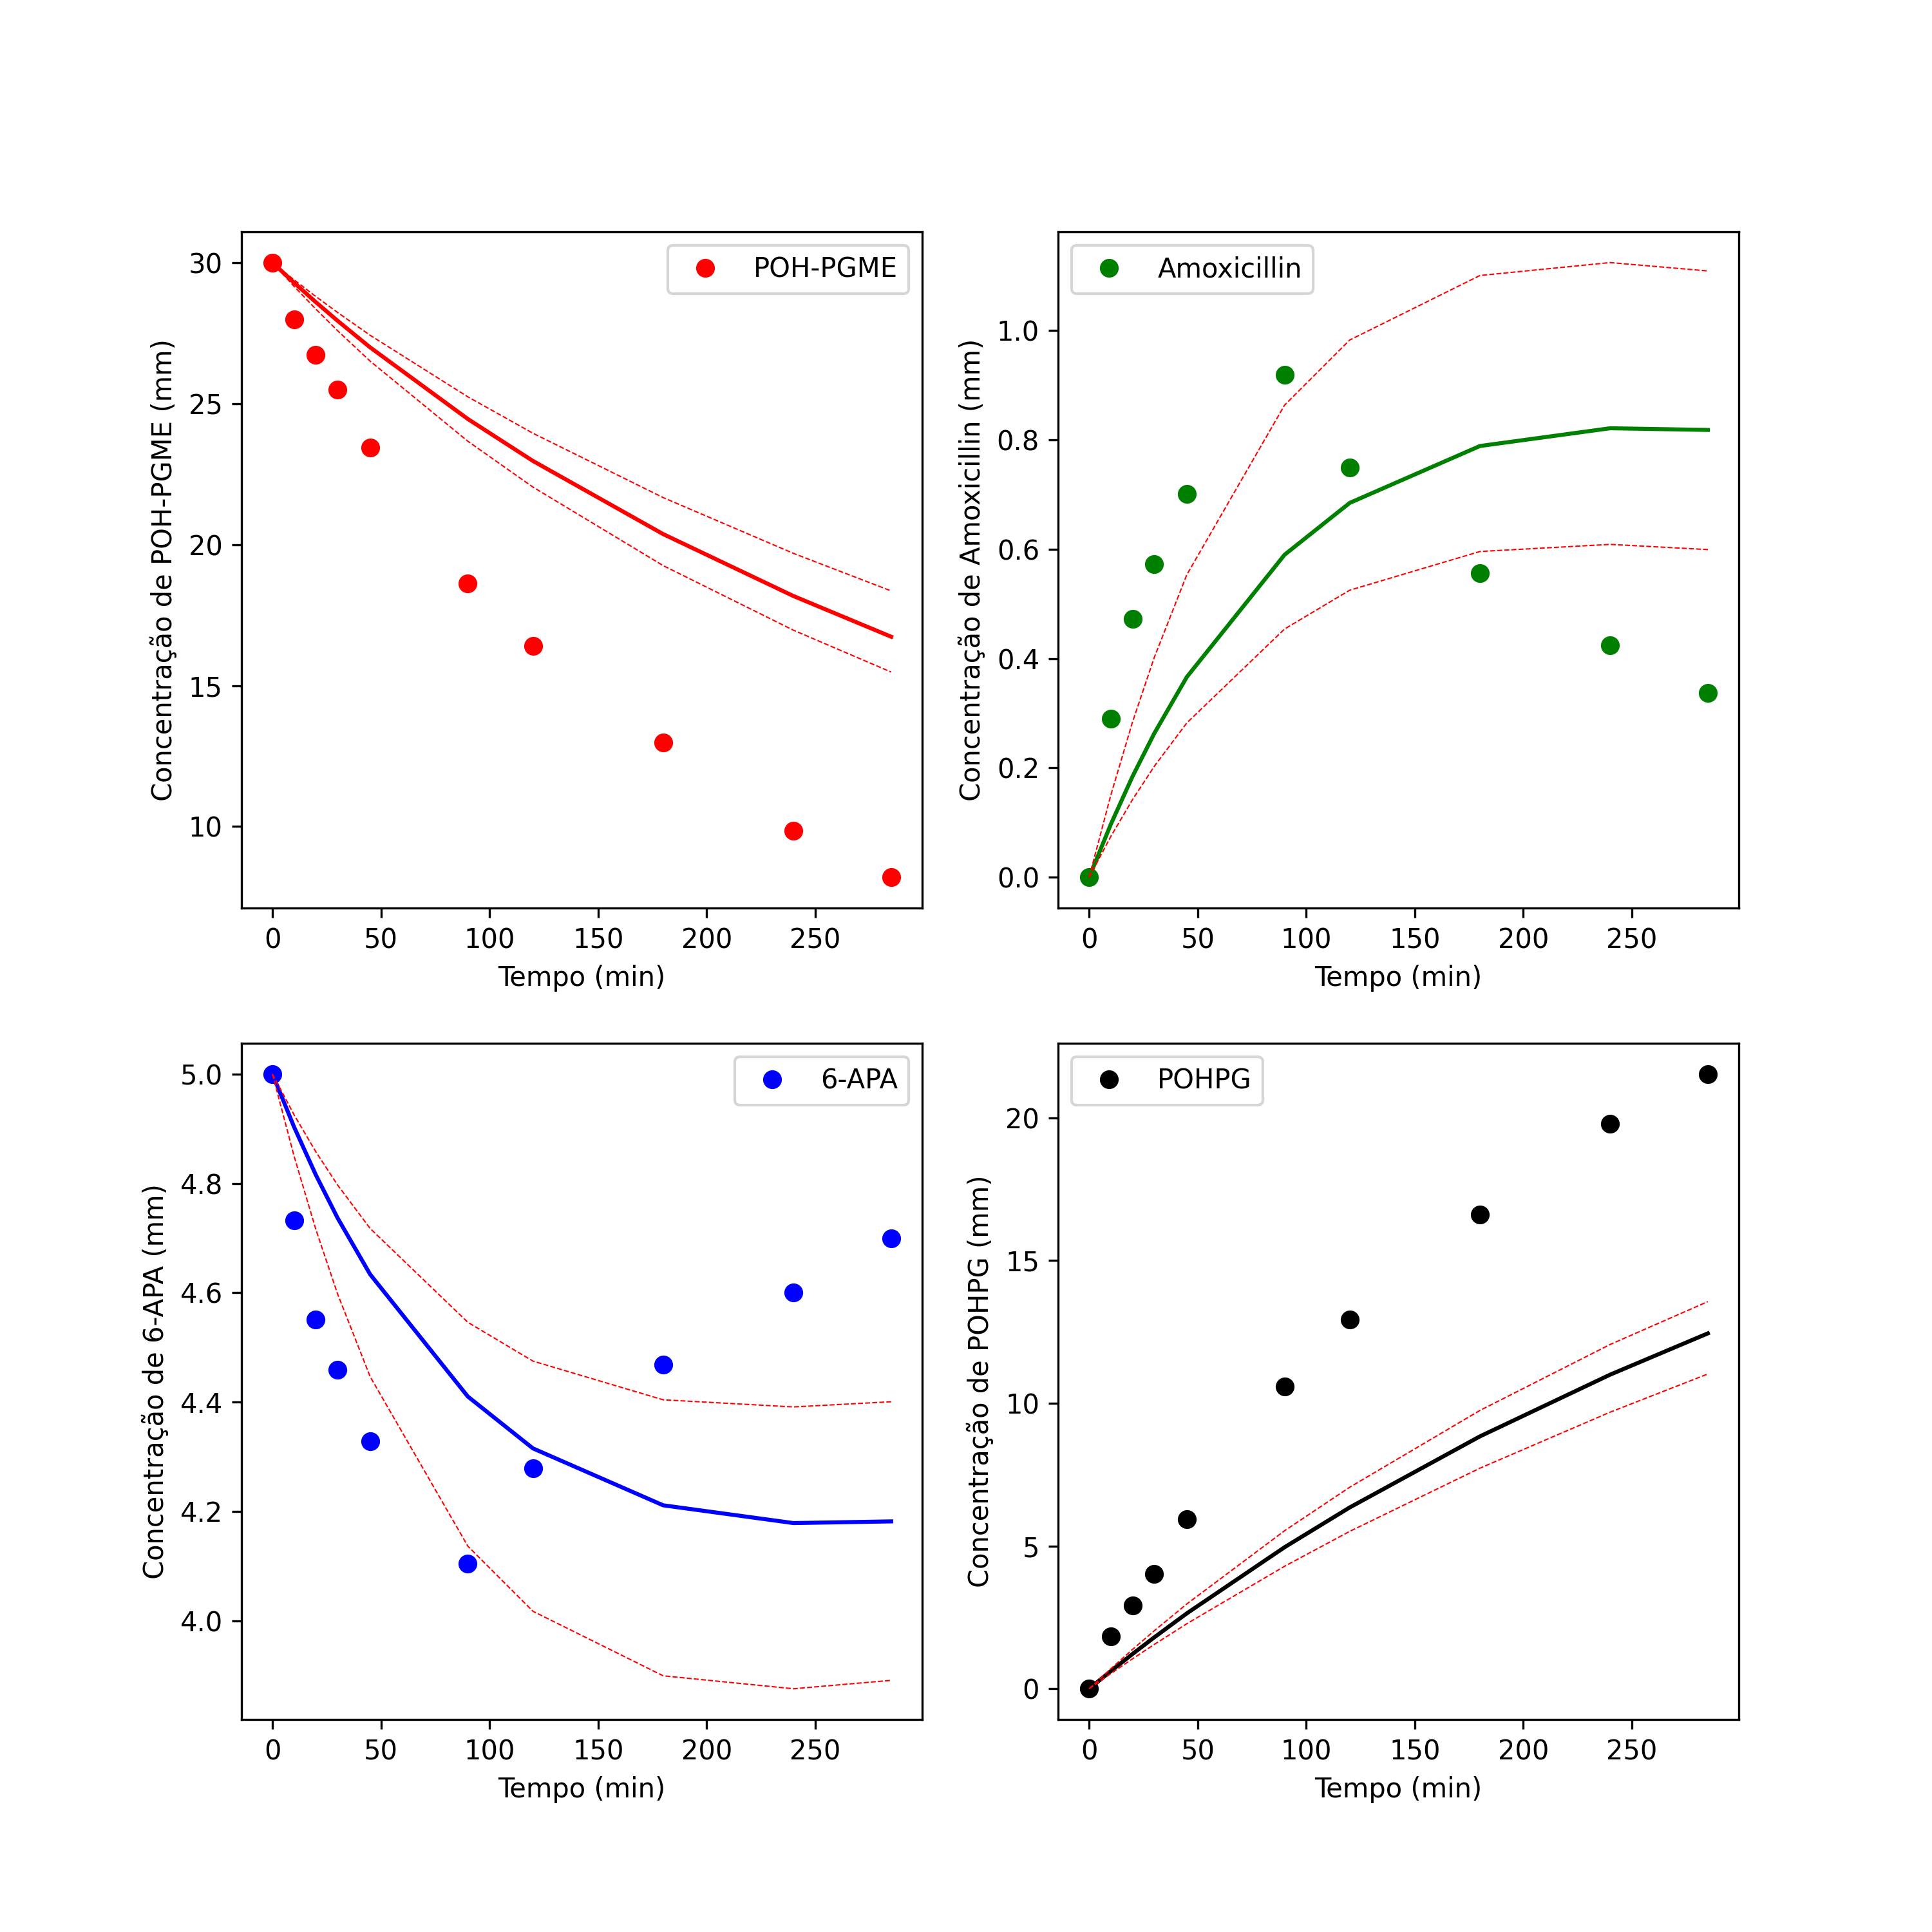 POH-PGME
Concentração de POH-PGME (mm)
30
25
20
15
10
0 50 100 150 200 250
Tempo (min)
Amoxicillin
Concentração de Amoxicillin (mm)
1.0
0.8
0.6
0.4
0.2
0.0
0 50 100 150 200 250
Tempo (min)
6-APA
Concentração de 6-APA (mm)
5.0
4.8
4.6
4.4
4.2
4.0
0 50 100 150 200 250
Tempo (min)
POHPG
Concentração de POHPG (mm)
20
15
10
5
0
0 50 100 150 200 250
Tempo (min)